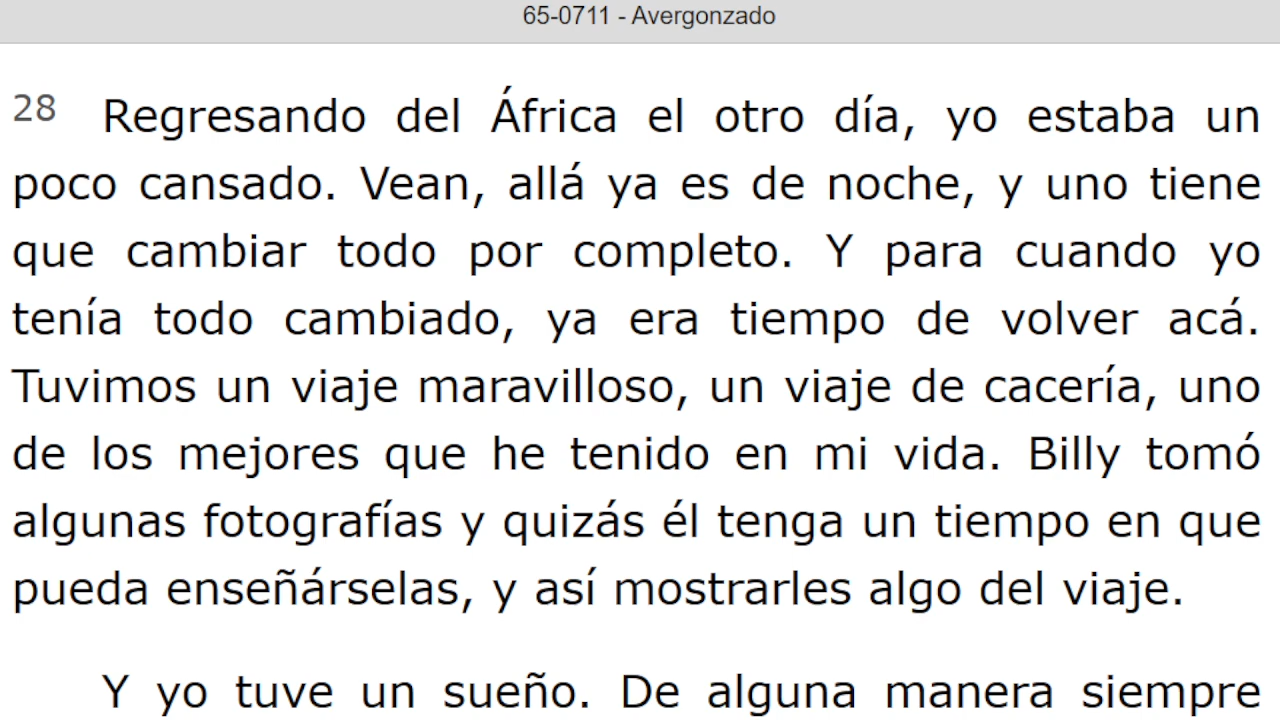 65-0711 - Avergonzado
28 Regresando del África el otro día, yo estaba un
poco cansado. Vean, allá ya es de noche, y uno tiene
que cambiar todo por completo. Y para cuando yo
tenía todo cambiado, ya era tiempo de volver acá.
Tuvimos un viaje maravilloso, un viaje de cacería, uno
de los mejores que he tenido en mi vida. Billy tomó
algunas fotografías y quizás él tenga un tiempo en que
pueda enseñárselas, y así mostrarles algo del viaje.
Y yo tuve un sueño. De alguna manera siempre